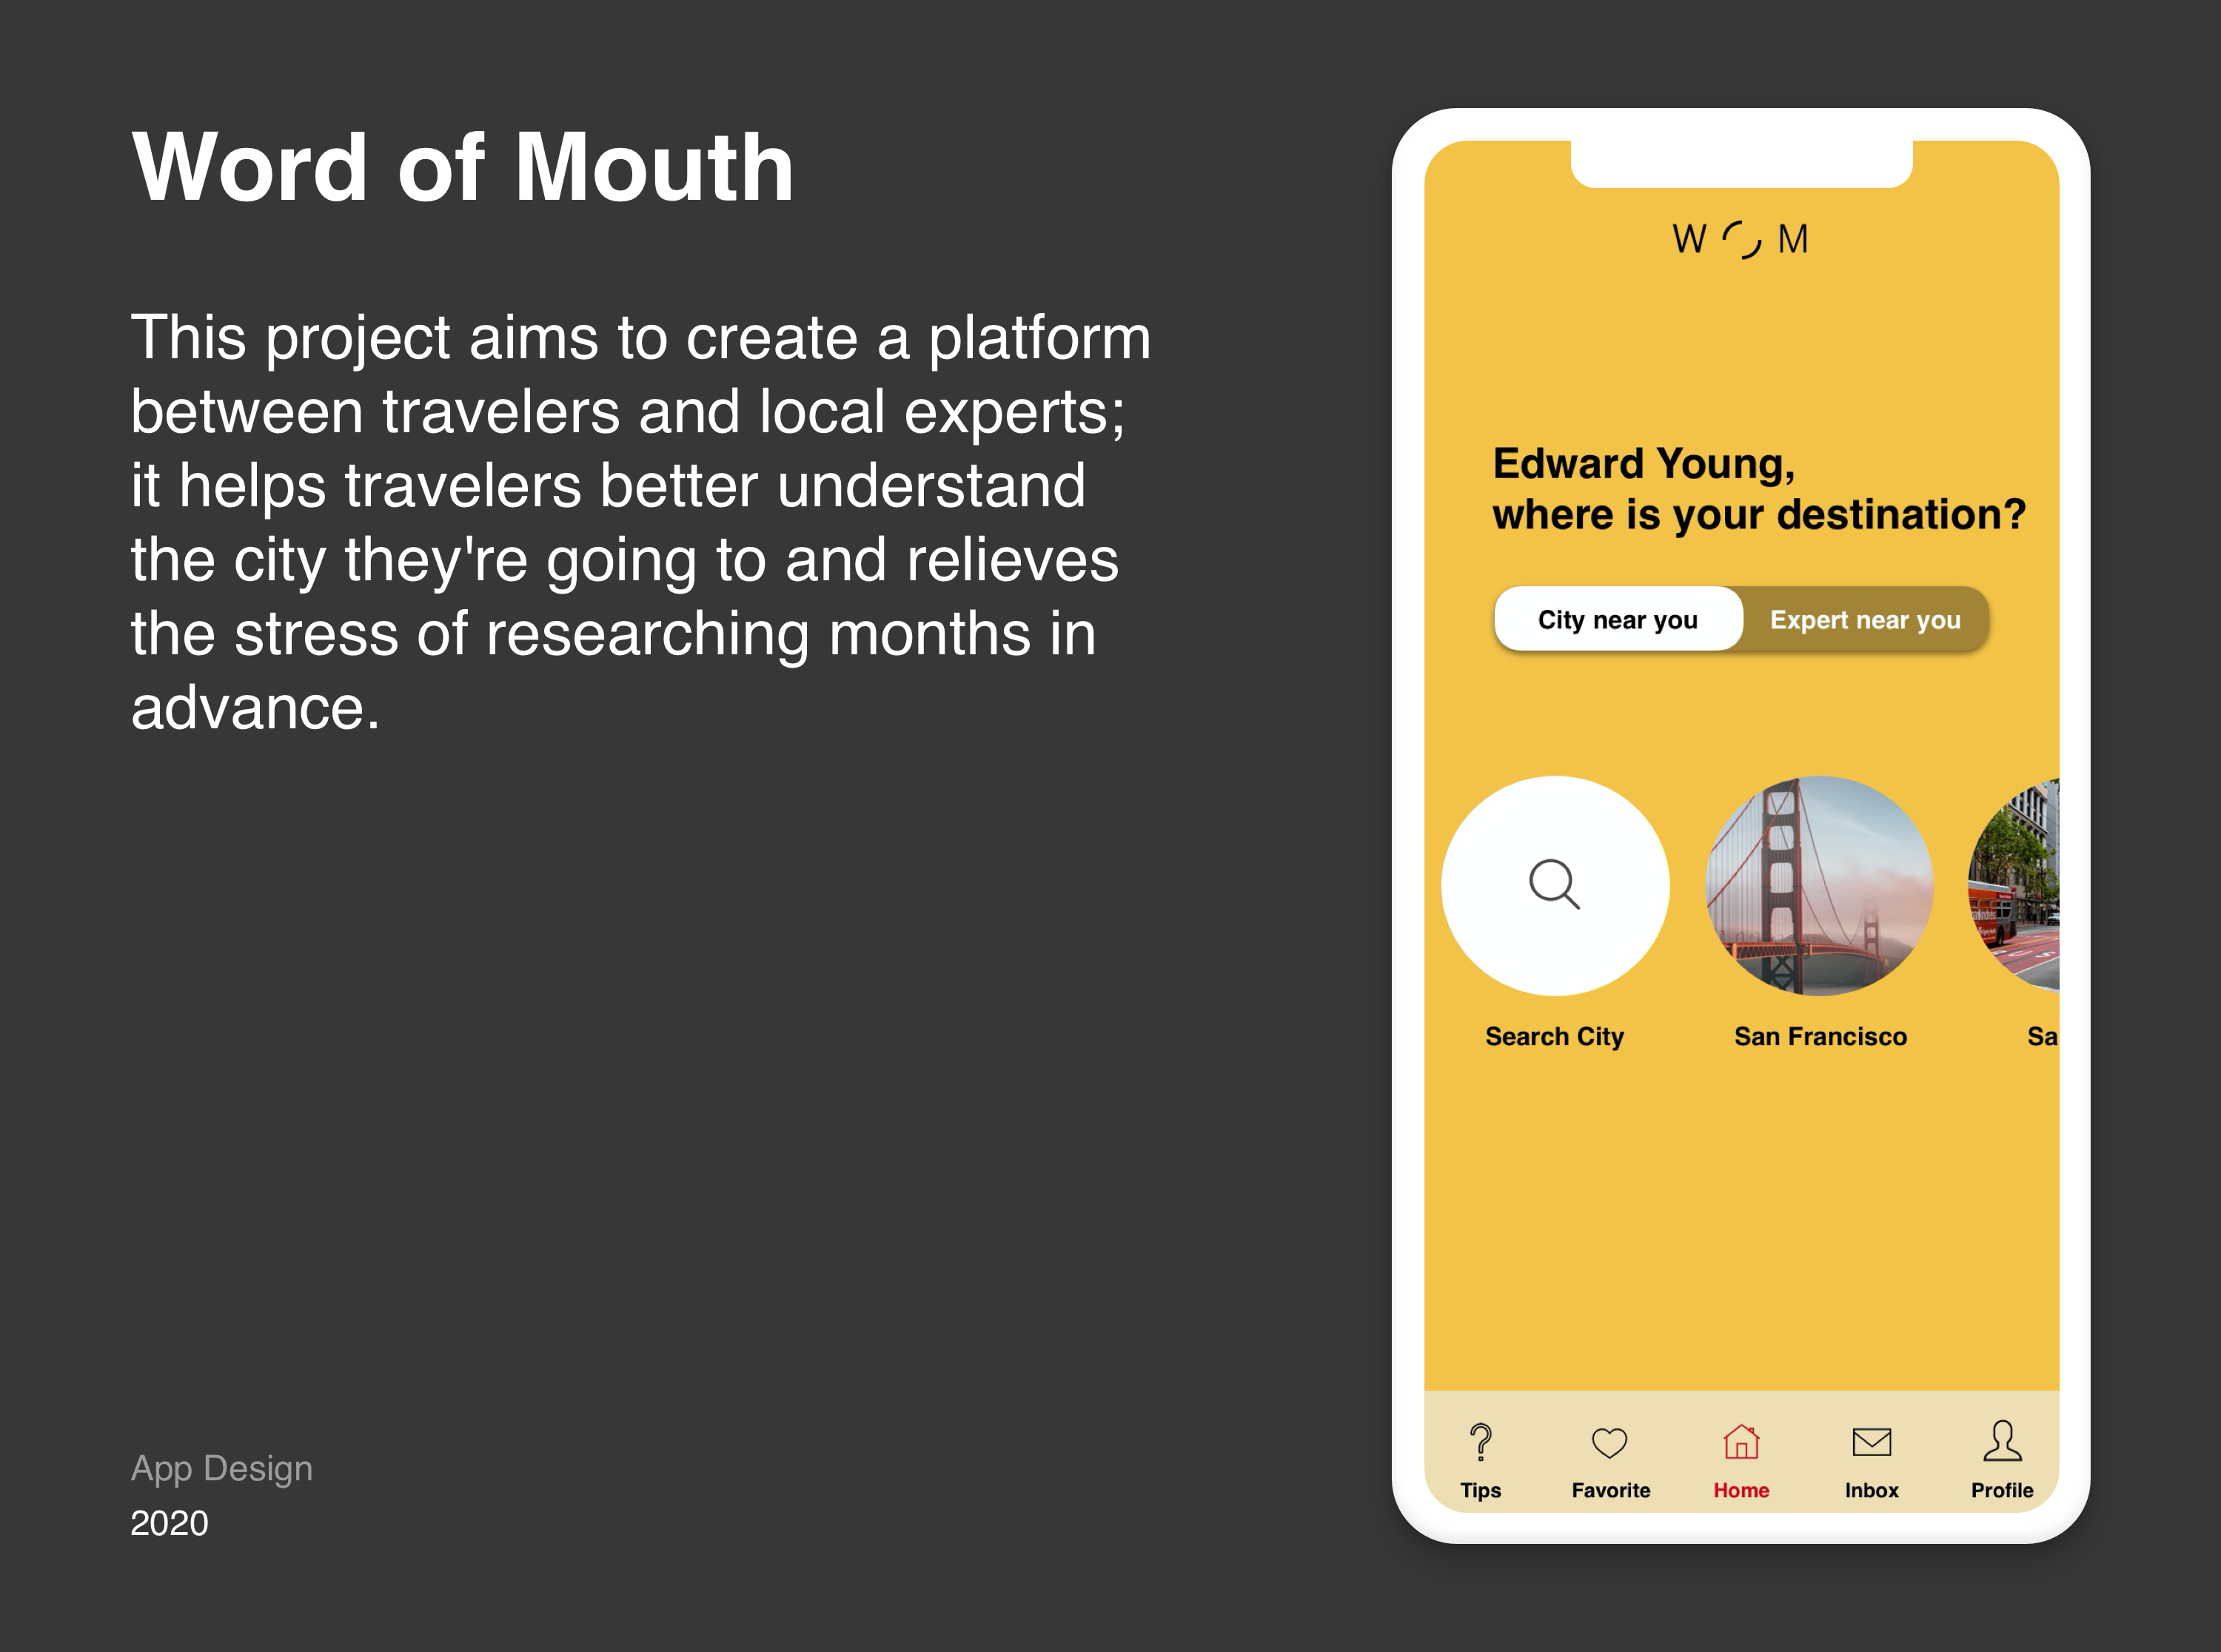 Word of Mouth
This project aims to create a platform
between travelers and local experts;
it helps travelers better understand
the city they're going to and relieves
the stress of researching months in
advance.
App Design
2020
W O M
Edward Young,
where is your destination?
City near you
Expert near you
Search City
San Francisco
Sa
Tips
Favorite
Home
Inbox
Profile